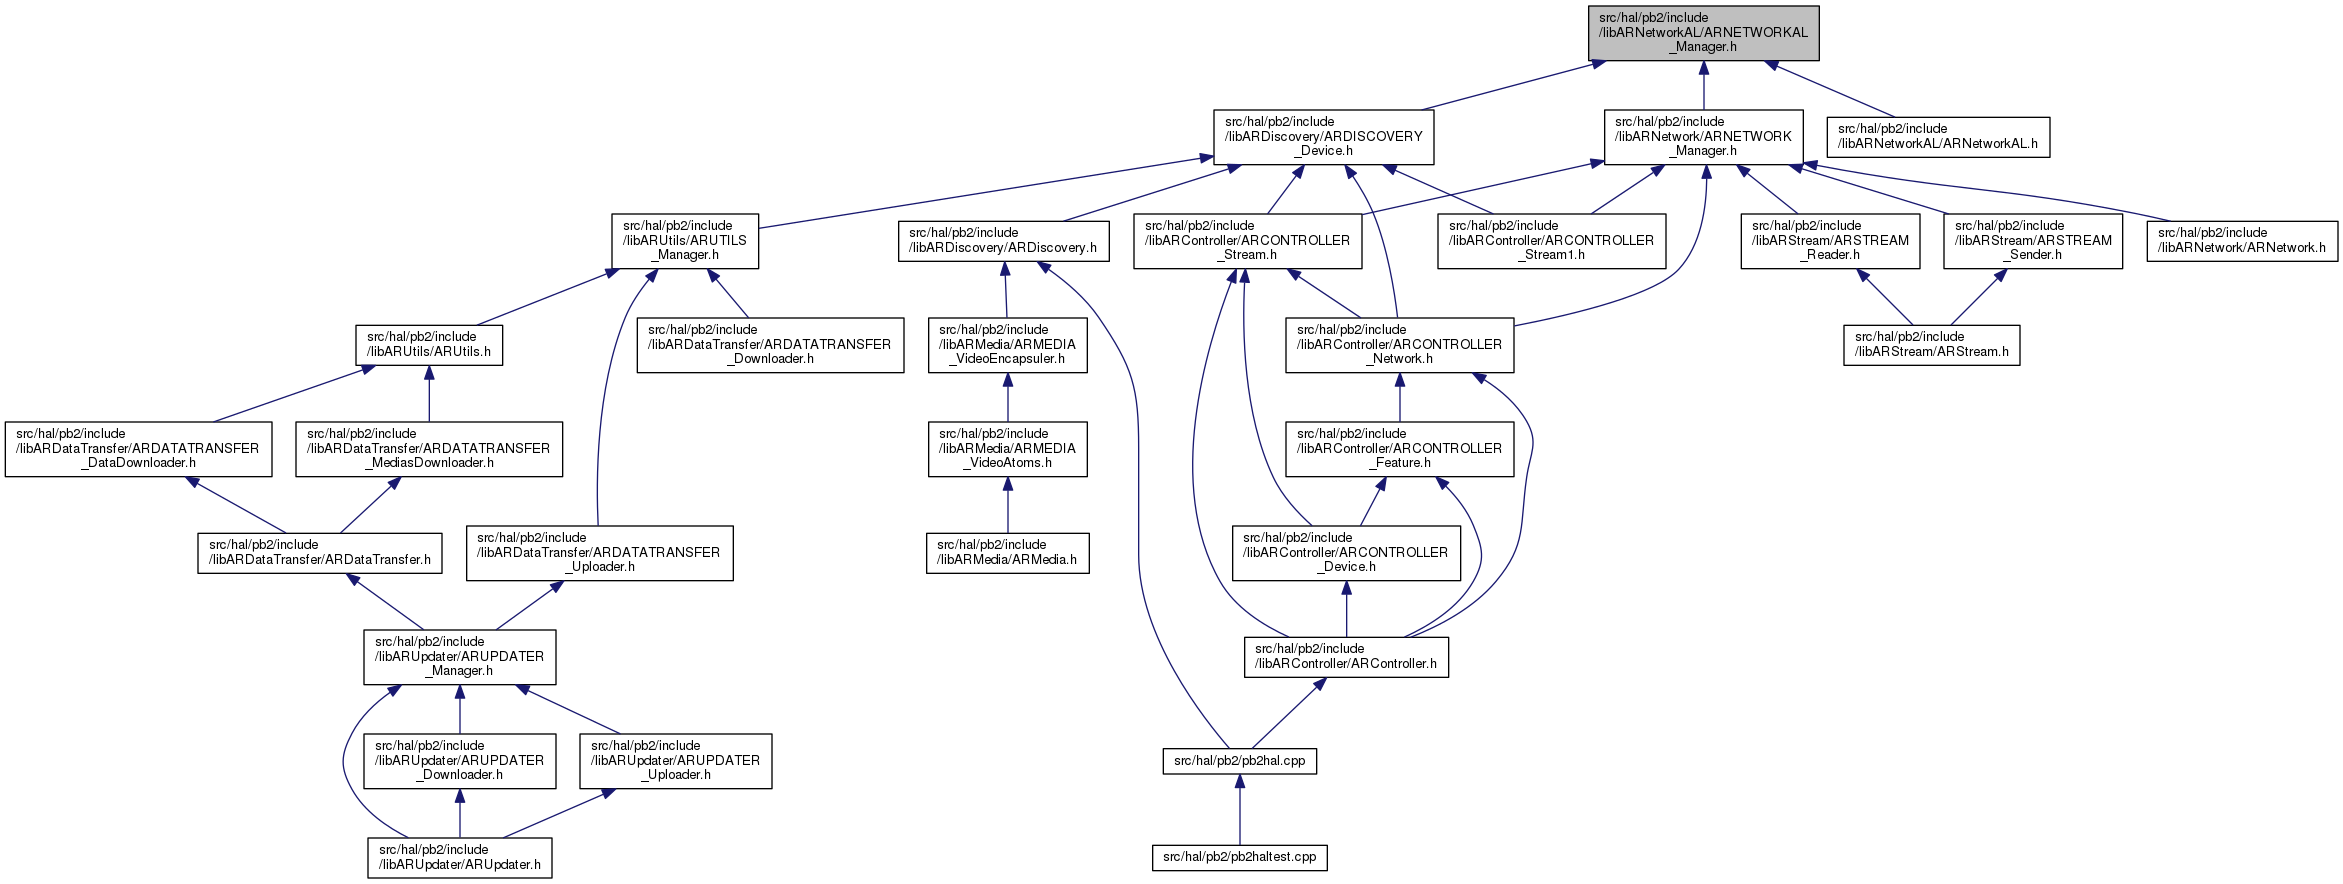 src/hal/pb2/include
/libARNetworkAL/ARNETWORKAL
_Manager.h
src/hal/pb2/include
/libARDiscovery/ARDISCOVERY
_Device.h
src/hal/pb2/include
/libARNetwork/ARNETWORK
_Manager.h
src/hal/pb2/include
/libARNetworkAL/ARNetworkAL.h
src/hal/pb2/include
/libARUtils/ARUTILS
_Manager.h
src/hal/pb2/include
/libARDiscovery/ARDiscovery.h
src/hal/pb2/include
/libARController/ARCONTROLLER
_Stream.h
src/hal/pb2/include
/libARController/ARCONTROLLER
_Stream1.h
src/hal/pb2/include
/libARStream/ARSTREAM
_Reader.h
src/hal/pb2/include
/libARStream/ARSTREAM
_Sender.h
src/hal/pb2/include
/libARNetwork/ARNetwork.h
src/hal/pb2/include
/libARUtils/ARUtils.h
src/hal/pb2/include
/libARDataTransfer/ARDATATRANSFER
_Downloader.h
src/hal/pb2/include
/libARMedia/ARMEDIA
_VideoEncapsuler.h
src/hal/pb2/include
/libARController/ARCONTROLLER
_Network.h
src/hal/pb2/include
/libARStream/ARStream.h
src/hal/pb2/include
/libARDataTransfer/ARDATATRANSFER
_DataDownloader.h
src/hal/pb2/include
/libARDataTransfer/ARDATATRANSFER
_MediasDownloader.h
src/hal/pb2/include
/libARMedia/ARMEDIA
_VideoAtoms.h
src/hal/pb2/include
/libARController/ARCONTROLLER
_Feature.h
src/hal/pb2/include
/libARDataTransfer/ARDataTransfer.h
src/hal/pb2/include
/libARDataTransfer/ARDATATRANSFER
_Uploader.h
src/hal/pb2/include
/libARMedia/ARMedia.h
src/hal/pb2/include
/libARController/ARCONTROLLER
_Device.h
src/hal/pb2/include
/libARUpdater/ARUPDATER
_Manager.h
src/hal/pb2/include
/libARController/ARController.h
src/hal/pb2/include
/libARUpdater/ARUPDATER
_Downloader.h
src/hal/pb2/include
/libARUpdater/ARUPDATER
_Uploader.h
src/hal/pb2/pb2hal.cpp
src/hal/pb2/include
/libARUpdater/ARUpdater.h
src/hal/pb2/pb2haltest.cpp